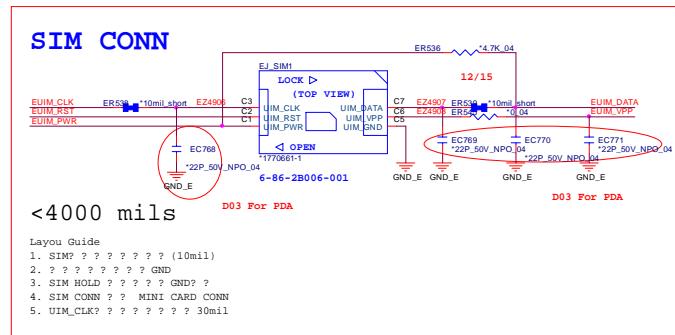 SIM CONN
ER536
*4.7K_04
EJ_SIM1
12/15
LOCK
(TOP VIEW)
EUIM_CLK
*10mil_short
EZ4906
C3
UIM_CLK
UIM_DATA
C7
EZ4907
*10mil_short
EUIM_DATA
EUIM_RST
C2
UIM_RST
UIM_VPP
C6
*0_04
EUIM_VPP
EUIM_PWR
C1
UIM_PWR
UIM_GND
C5
EC768
OPEN
EC769
EC770
EC771
*22P_50V_NPO_04
*1770661-1
*22P_50V_NPO_04
*22P_50V_NPO_04
*22P_50V_NPO_04
GND_E
6-86-2B006-001
GND_E
GND_E
GND_E
GND_E
D03 For PDA
D03 For PDA
<4000 mils
Layou Guide
1. SIM? ? ? ? ? ? ? (10mil)
2. ? ? ? ? ? ? ? GND
3. SIM HOLD ? ? ? ? ? GND? ?
4. SIM CONN ? ? MINI CARD CONN
5. UIM_CLK? ? ? ? ? ? ? 30mil